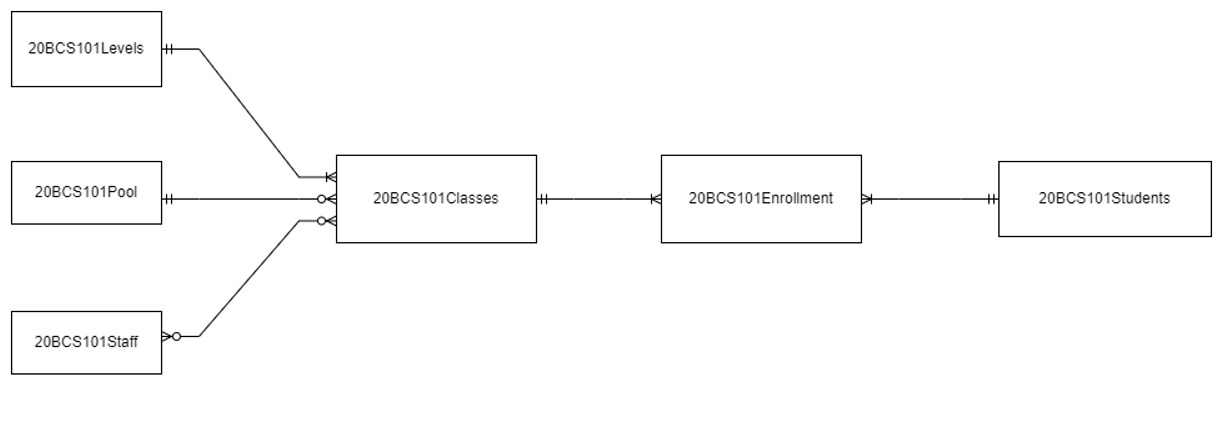 20BCS101Levels
20BCS101Pool
20BCS101Classes
20BCS101Enrollment
20BCS101Students
20BCS101Staff